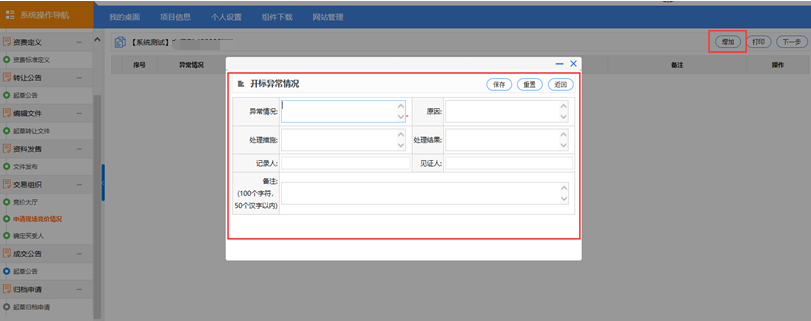 系统操作导航
我的桌面 项目信息 个人设置 组件下载 网站管理
资费定义
资费标准定义
转让公告
起草公告
编辑文件
起草转让文件
资料发售
文件发布
交易组织
竞价大厅
申请现场竞价情况
确定买受人
成交公告
起草公告
归档申请
起草归档申请
【系统测试】
增加 打印 下一步
序号 异常情况 备注 操作
开标异常情况
保存 重置 返回
异常情况: * 原因:
处理措施: 处理结果:
记录人: 见证人:
备注:
(100个字符,
50个汉字以内)